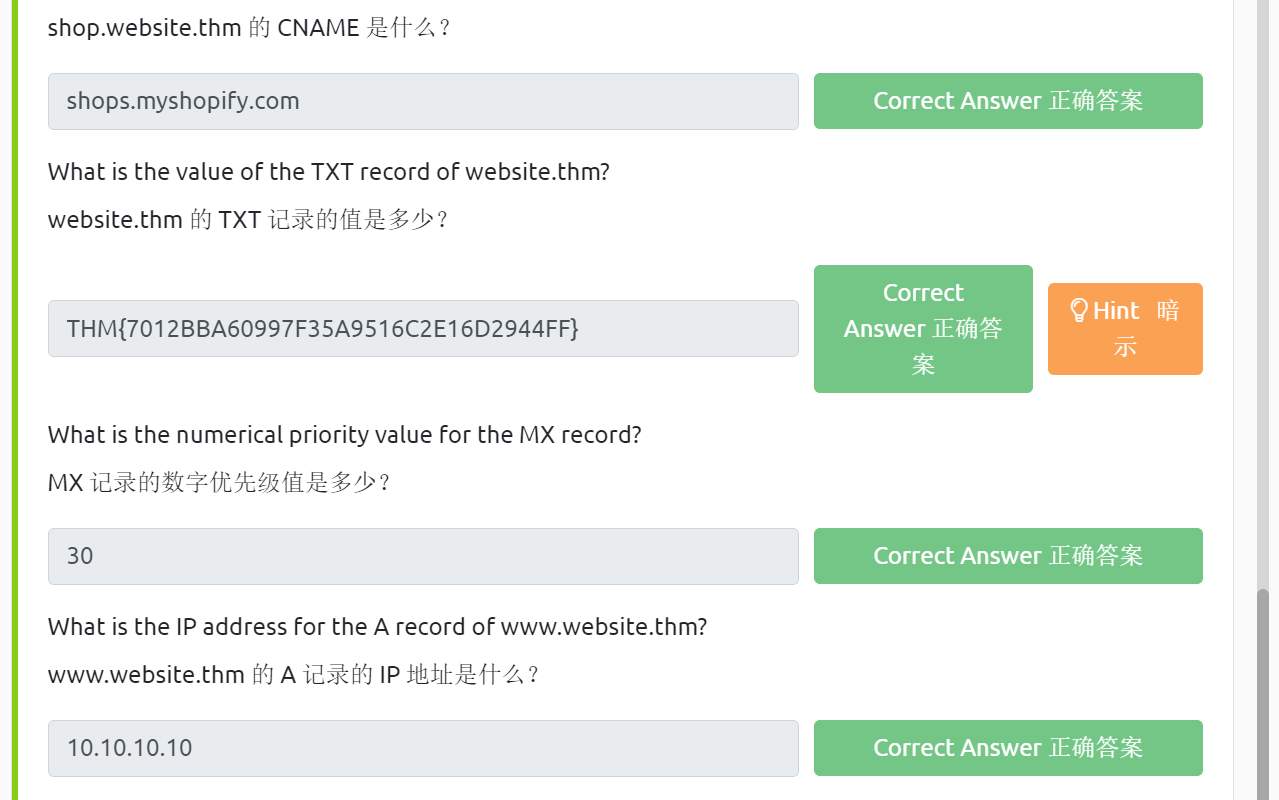 shop.website.thm 的 CNAME 是什么？
shops.myshopify.com
Correct Answer 正确答案
What is the value of the TXT record of website.thm?
website.thm 的 TXT 记录的值是多少？
THM{7012BBA60997F35A9516C2E16D2944FF}
Correct
Answer 正确答
案
Hint 暗
示
What is the numerical priority value for the MX record?
MX 记录的数字优先级值是多少？
30
Correct Answer 正确答案
What is the IP address for the A record of www.website.thm?
www.website.thm 的 A 记录的 IP 地址是什么？
10.10.10.10
Correct Answer 正确答案